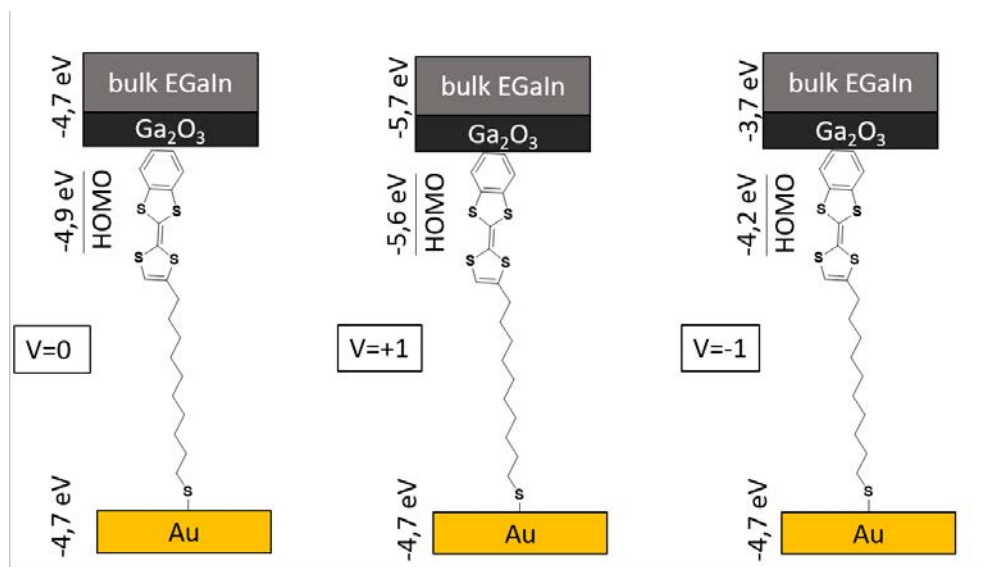 -4,7 eV
bulk EGaIn
Ga2O3
-4,9 eV
HOMO
S
S
S
S
V=0
S
-4,7 eV
Au
-5,7 eV
bulk EGaIn
Ga2O3
-5,6 eV
HOMO
S
S
S
S
V=+1
S
-4,7 eV
Au
-3,7 eV
bulk EGaIn
Ga2O3
-4,2 eV
HOMO
S
S
S
S
V=-1
S
-4,7 eV
Au